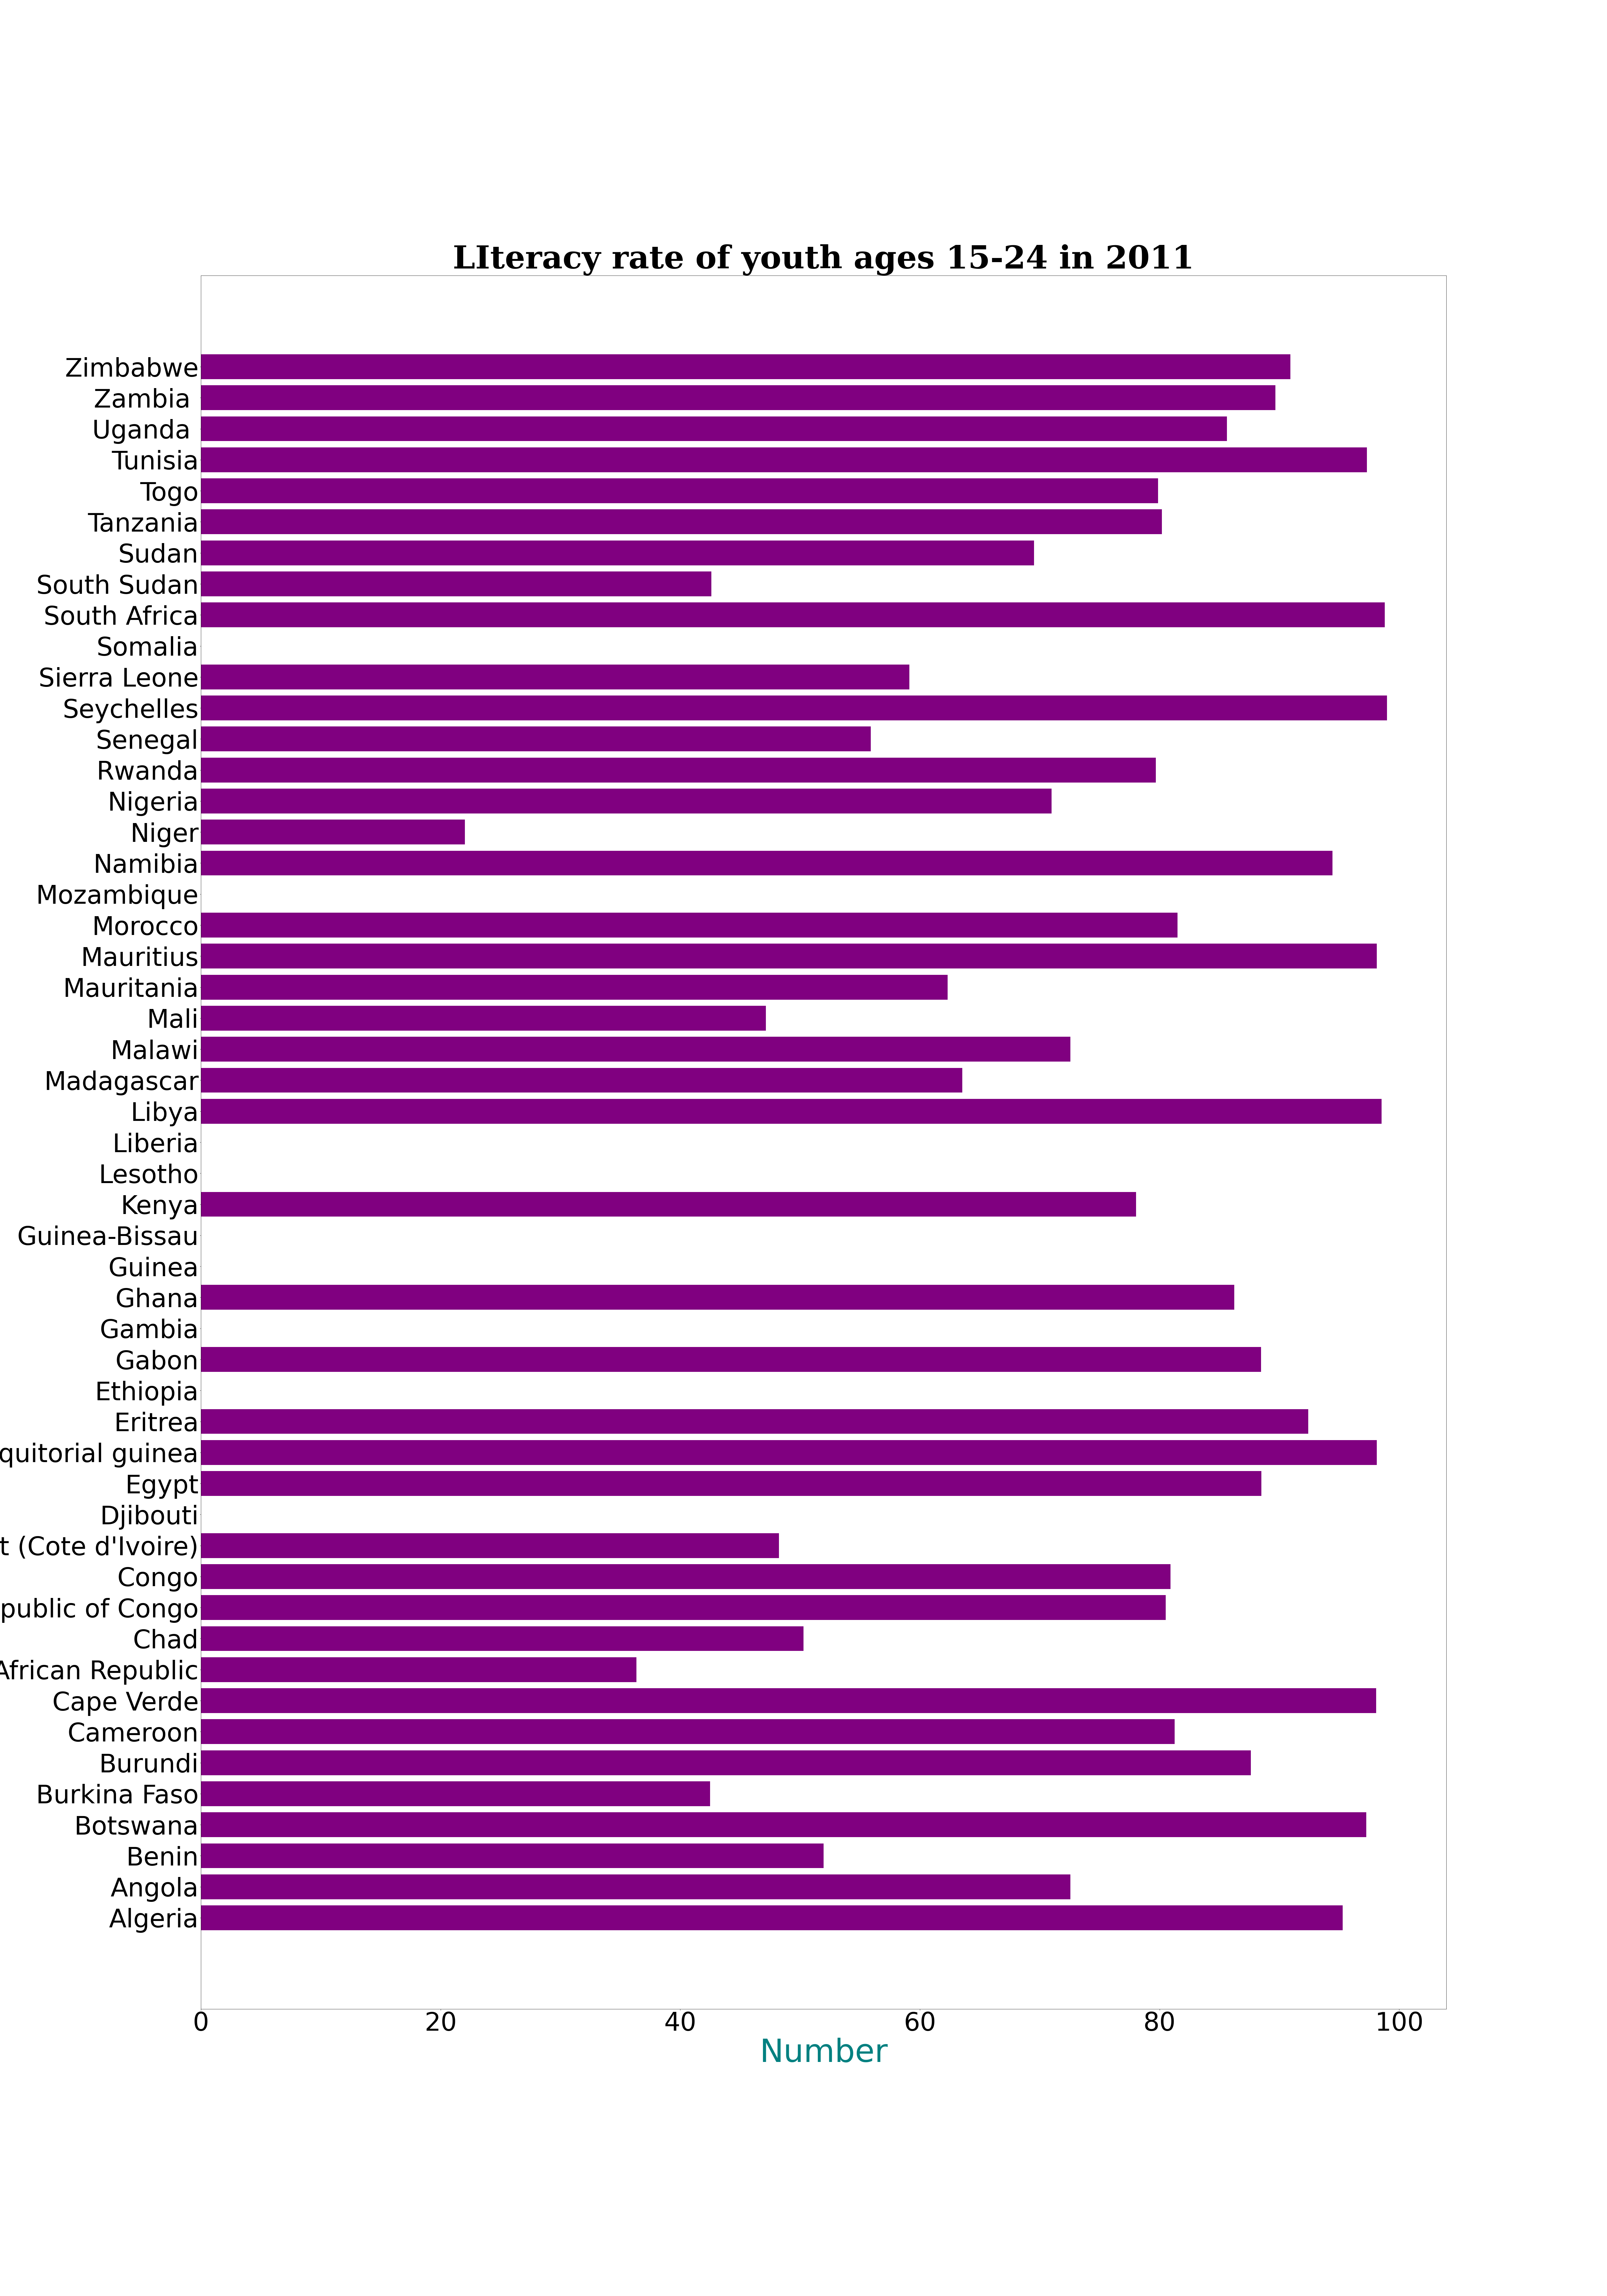 LIteracy rate of youth ages 15-24 in 2011
Zimbabwe
Zambia
Uganda
Tunisia
Togo
Tanzania
Sudan
South Sudan
South Africa
Somalia
Sierra Leone
Seychelles
Senegal
Rwanda
Nigeria
Niger
Namibia
Mozambique
Morocco
Mauritius
Mauritania
Mali
Malawi
Madagascar
Libya
Liberia
Lesotho
Kenya
Guinea-Bissau
Guinea
Ghana
Gambia
Gabon
Ethiopia
Eritrea
quitorial guinea
Egypt
Djibouti
t (Cote d'Ivoire)
Congo
public of Congo
Chad
African Republic
Cape Verde
Cameroon
Burundi
Burkina Faso
Botswana
Benin
Angola
Algeria
0 20 40 60 80 100
Number